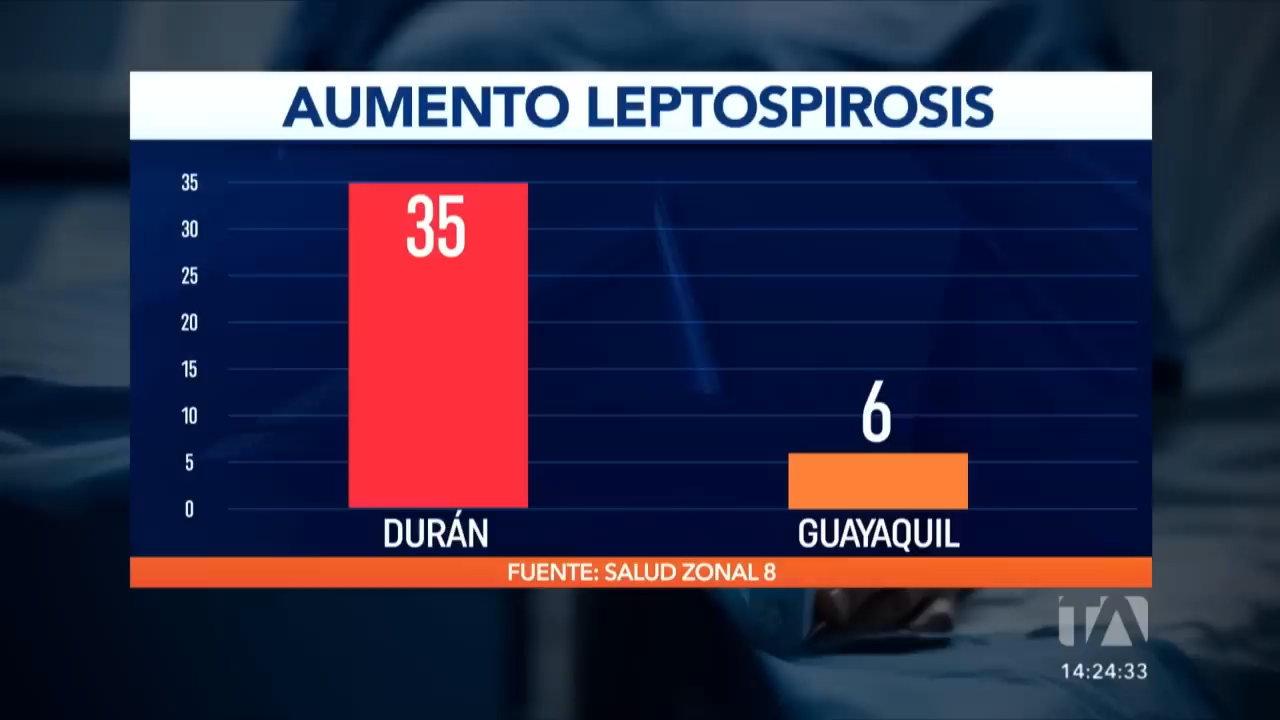 AUMENTO LEPTOSPIROSIS
35
30
25
20
15
10
5
0
35
6
DURÁN
GUAYAQUIL
FUENTE: SALUD ZONAL 8
TA
14:24:33